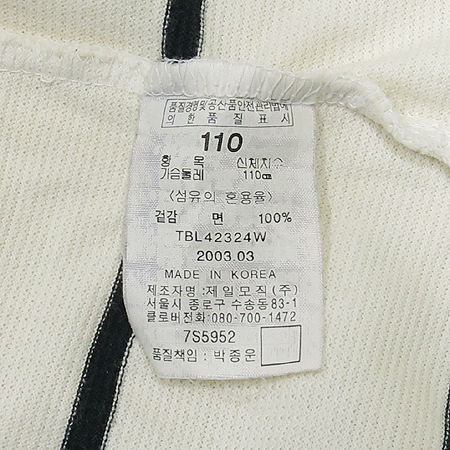 품질경영및공산품안전관리법에
의 한 품 질 표 시
110
항 목 신체치수
가슴둘레 110㎝
〈섬유의 혼용율〉
겉감 면 100%
TBL42324W
2003.03
MADE IN KOREA
제조자명 : 제일모직(주)
서울시 종로구 수송동83-1
클로버전화 080-700-1472
7S5952
품질책임 : 박종운